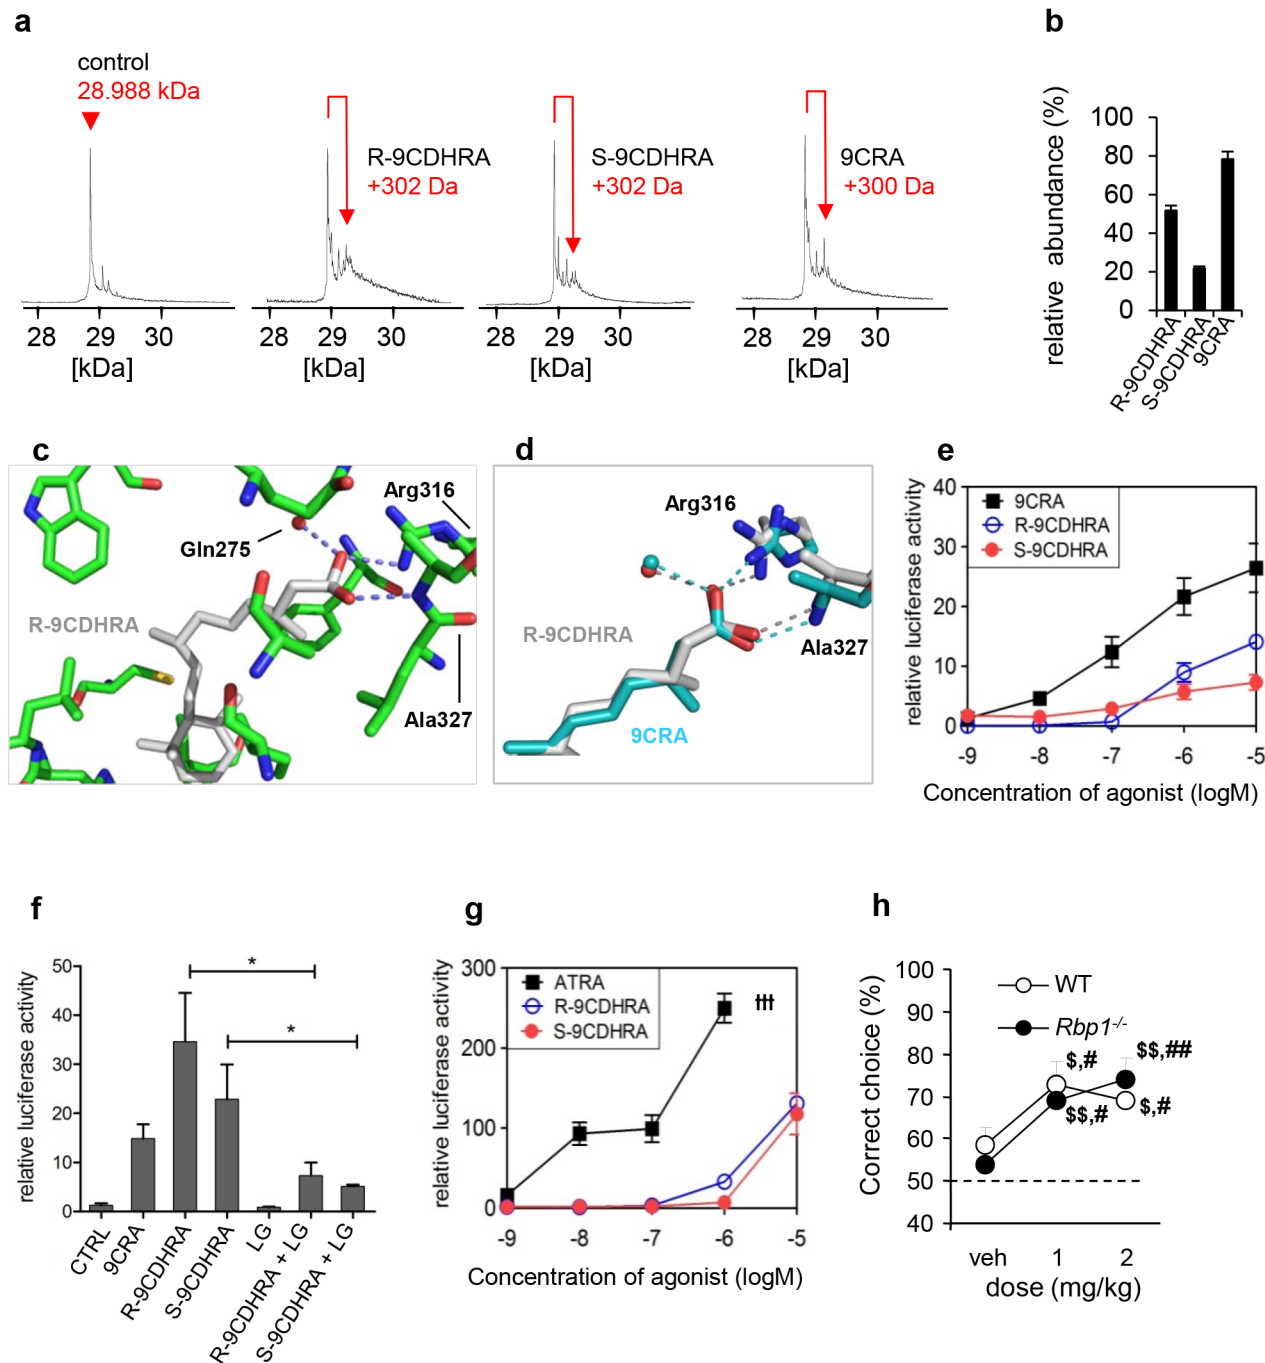 a
control
28.988 kDa
R-9CDHRA
+302 Da
S-9CDHRA
+302 Da
9CRA
+300 Da
28 29 30
[kDa]
28 29 30
[kDa]
28 29 30
[kDa]
28 29 30
[kDa]
b
relative abundance (%)
100
80
60
40
20
0
R-9CDHRA
S-9CDHRA
9CRA
c
Arg316
Gln275
R-9CDHRA
Ala327
d
Arg316
R-9CDHRA
Ala327
9CRA
e
relative luciferase activity
40
30
20
10
0
9CRA
R-9CDHRA
S-9CDHRA
-9 -8 -7 -6 -5
Concentration of agonist (logM)
f
relative luciferase activity
50
40
30
20
10
0
*
*
CTRL
9CRA
R-9CDHRA
S-9CDHRA
LG
R-9CDHRA + LG
S-9CDHRA + LG
g
relative luciferase activity
300
200
100
0
ATRA
R-9CDHRA
S-9CDHRA
ƚƚƚ
-9 -8 -7 -6 -5
Concentration of agonist (logM)
h
Correct choice (%)
100
90
80
70
60
50
40
WT
Rbp1-/-
$,#
$$,##
$$,#
$,#
veh 1 2
dose (mg/kg)